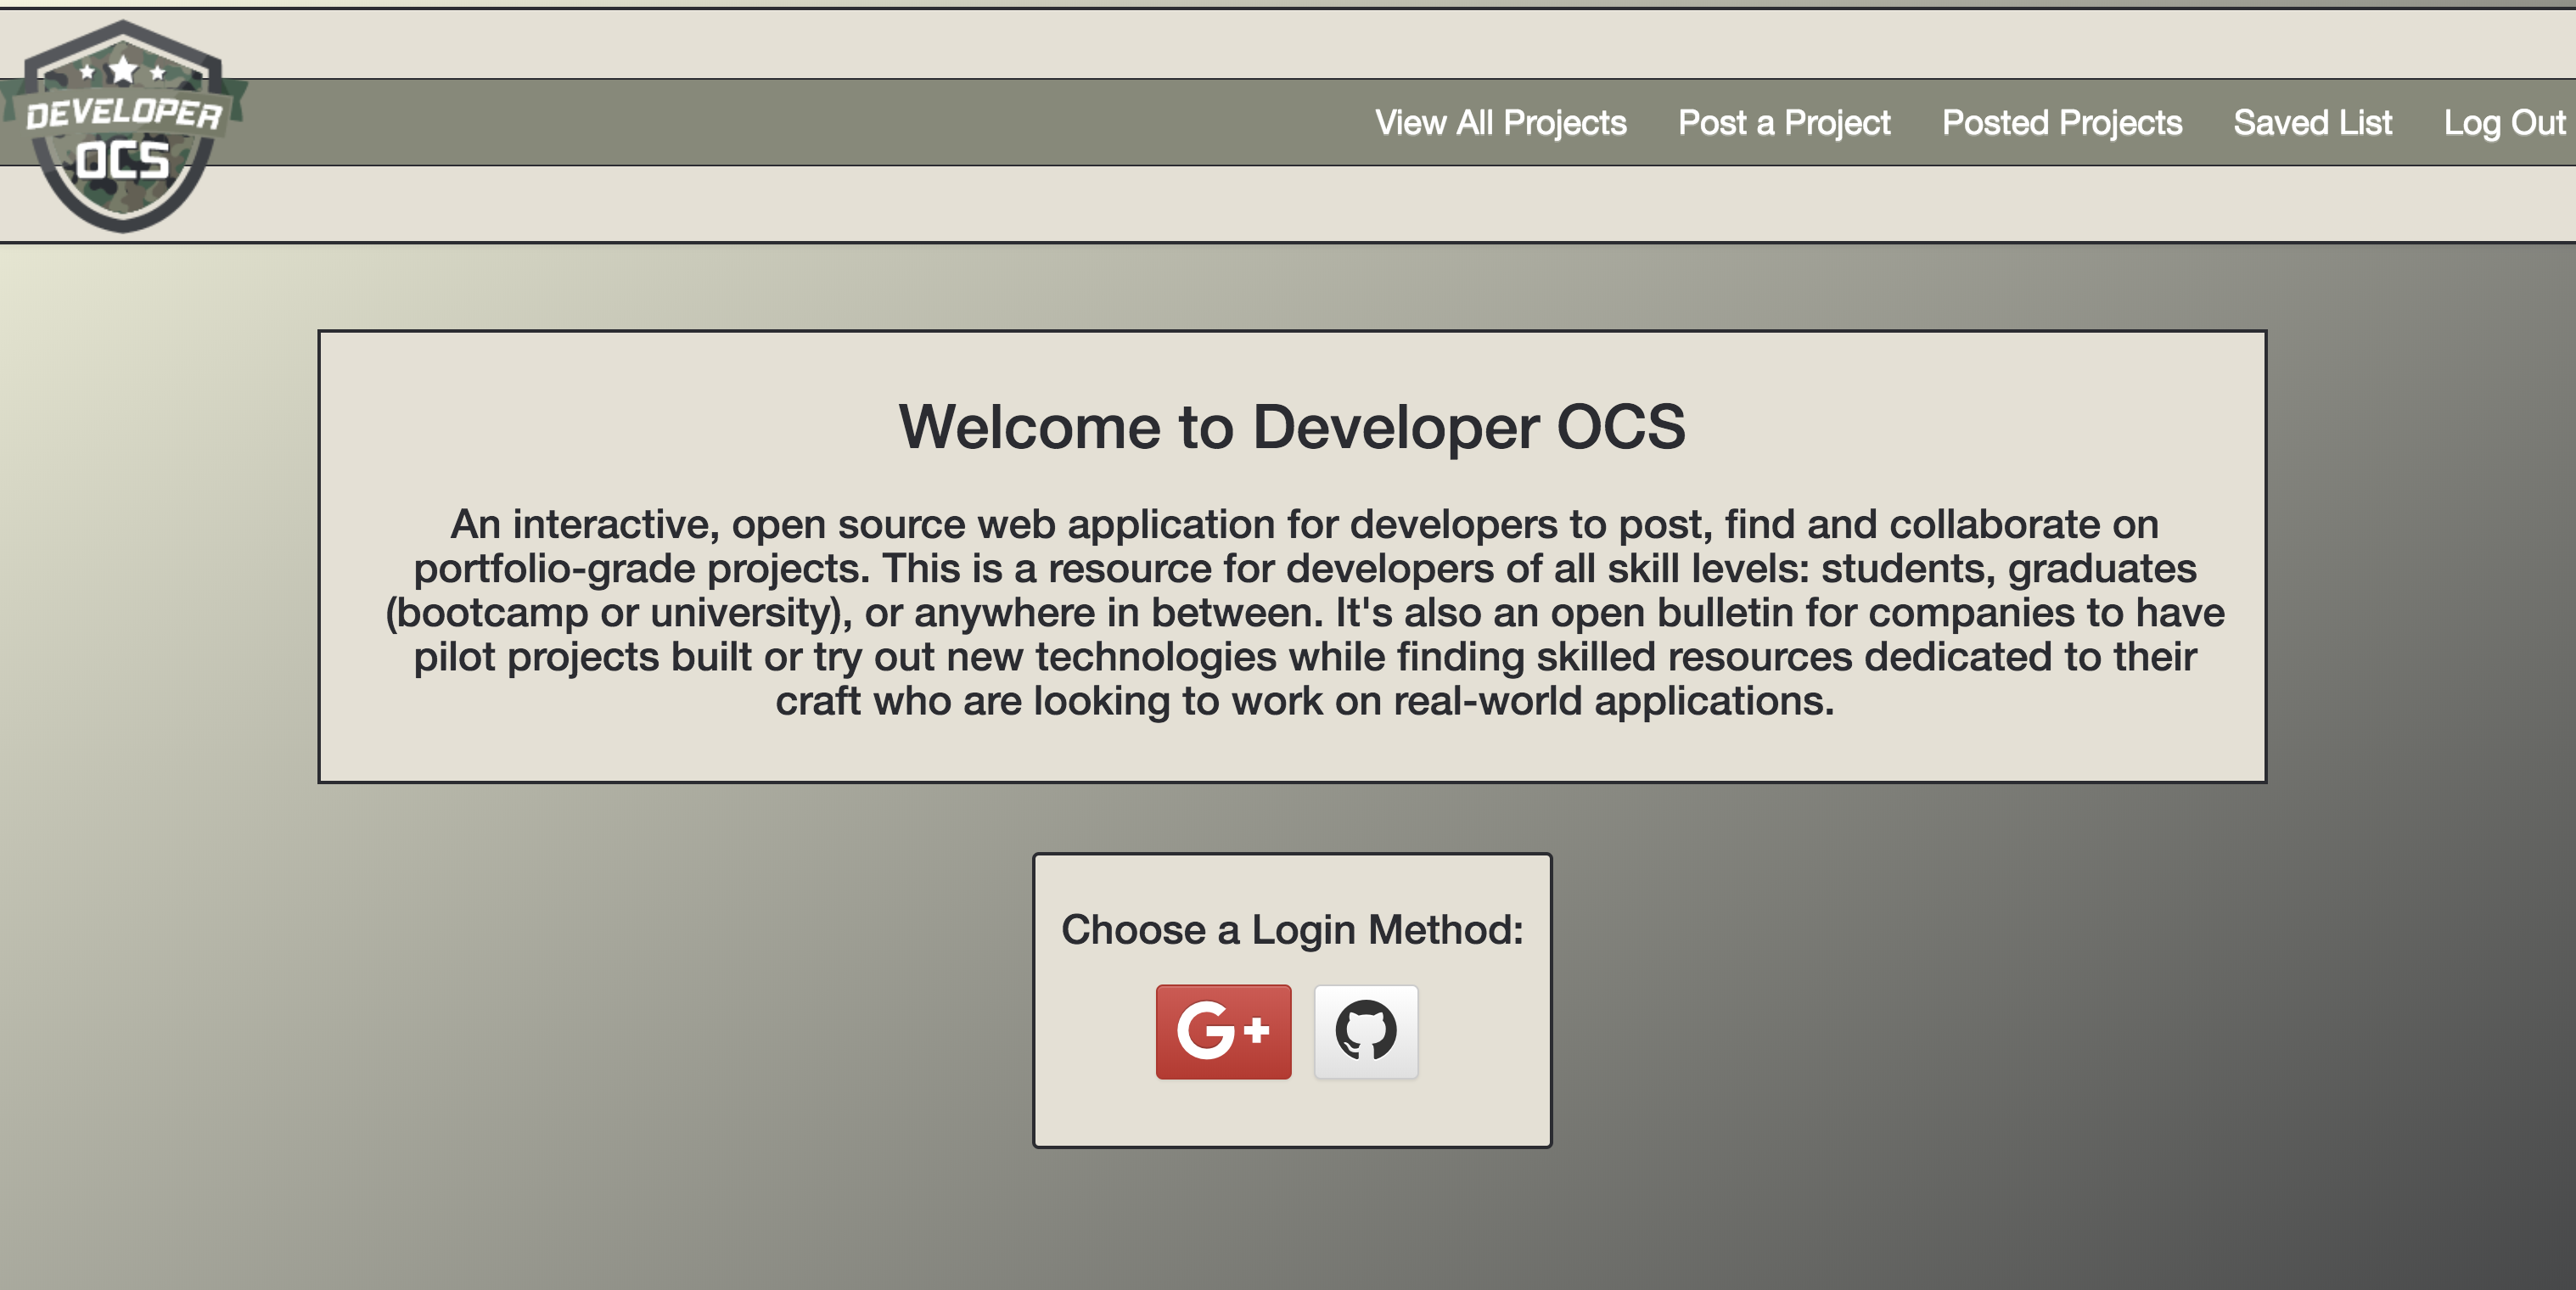 DEVELOPER
OCS
View All Projects Post a Project Posted Projects Saved List Log Out
Welcome to Developer OCS
An interactive, open source web application for developers to post, find and collaborate on
portfolio-grade projects. This is a resource for developers of all skill levels: students, graduates
(bootcamp or university), or anywhere in between. It's also an open bulletin for companies to have
pilot projects built or try out new technologies while finding skilled resources dedicated to their
craft who are looking to work on real-world applications.
Choose a Login Method:
G+